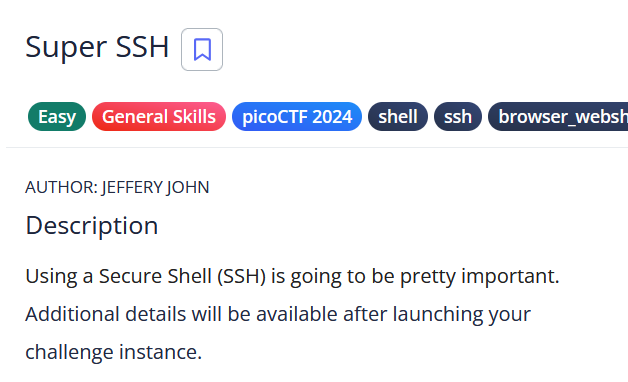 Super SSH
Easy General Skills picoCTF 2024 shell ssh browser_websh
AUTHOR: JEFFERY JOHN
Description
Using a Secure Shell (SSH) is going to be pretty important.
Additional details will be available after launching your
challenge instance.